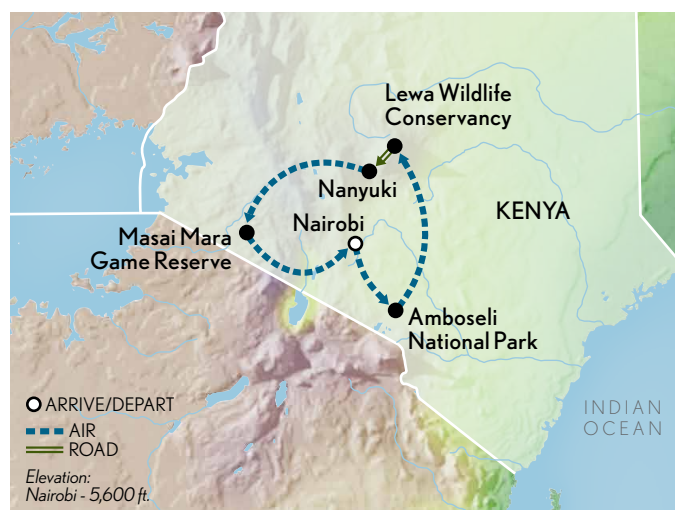 Lewa Wildlife
Conservancy
Nanyuki
Nairobi
KENYA
Masai Mara
Game Reserve
Amboseli
National Park
ARRIVE/DEPART
AIR
ROAD
Elevation:
Nairobi - 5,600 ft.
INDIAN
OCEAN